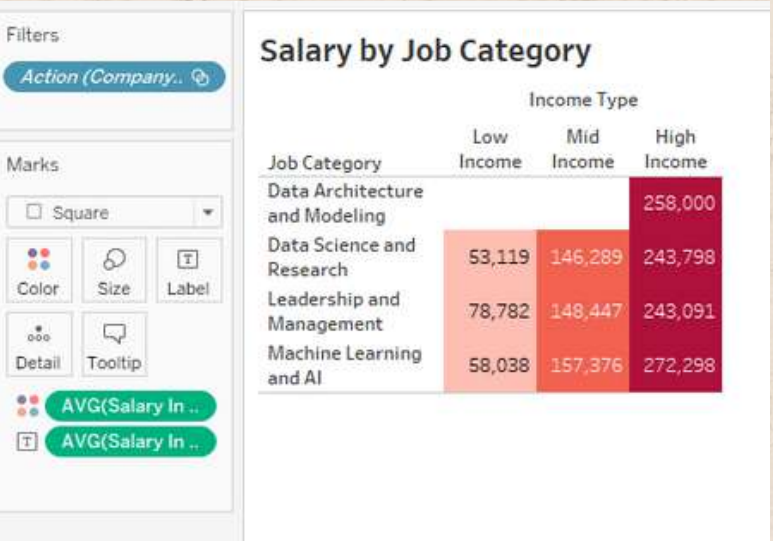 Filters
Action (Company..
Marks
Square
Color Size Label
T
Detail Tooltip
AVG(Salary In ..
T AVG(Salary In ..
Salary by Job Category
Income Type
Job Category Low Income Mid Income High Income
Data Architecture and Modeling 258,000
Data Science and Research 53,119 146,289 243,798
Leadership and Management 78,782 148,447 243,091
Machine Learning and AI 58,038 157,376 272,298